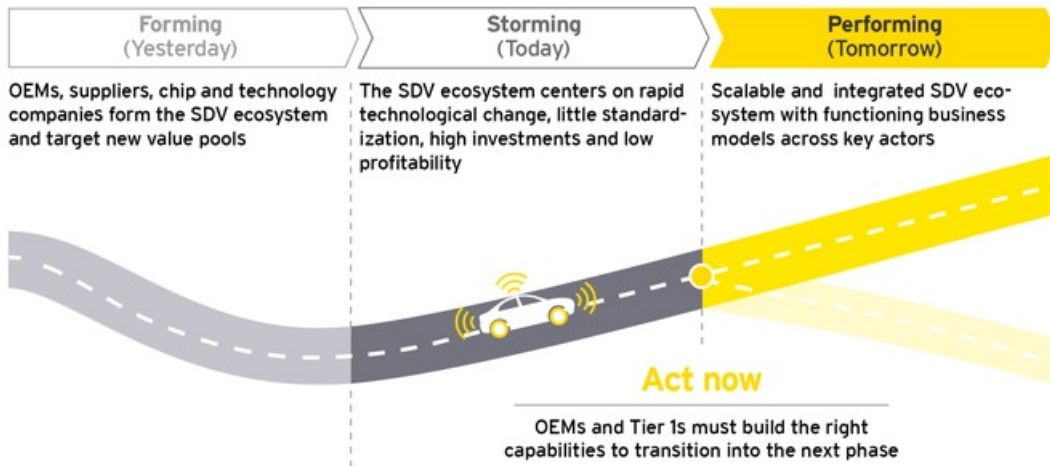 Forming
(Yesterday)
Storming
(Today)
Performing
(Tomorrow)
OEMs, suppliers, chip and technology
companies form the SDV ecosystem
and target new value pools
The SDV ecosystem centers on rapid
technological change, little standard-
ization, high investments and low
profitability
Scalable and integrated SDV eco-
system with functioning business
models across key actors
Act now
OEMs and Tier 1s must build the right
capabilities to transition into the next phase